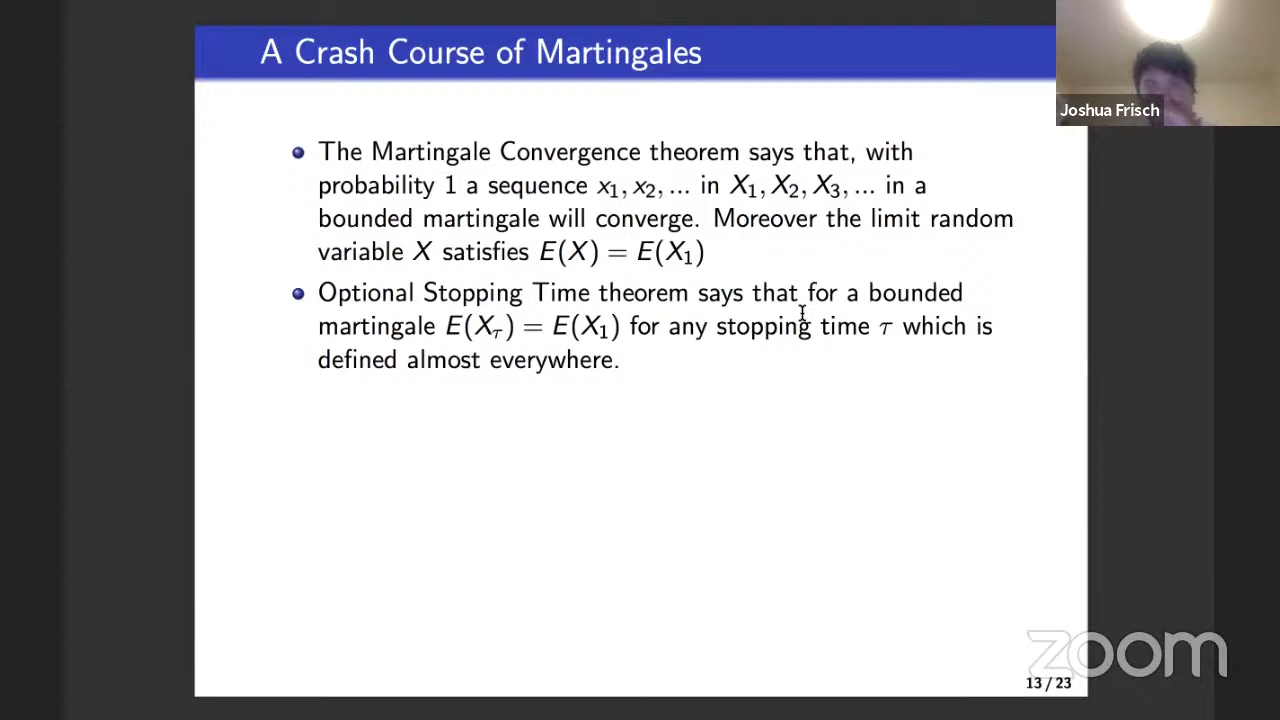 A Crash Course of Martingales
Joshua Frisch
• The Martingale Convergence theorem says that, with
probability 1 a sequence x₁, x₂, ... in X₁, X₂, X₃, ... in a
bounded martingale will converge. Moreover the limit random
variable X satisfies E(X) = E(X₁)
• Optional Stopping Time theorem says that for a bounded
martingale E(X_τ) = E(X₁) for any stopping time τ which is
defined almost everywhere.
zoom
13 / 23